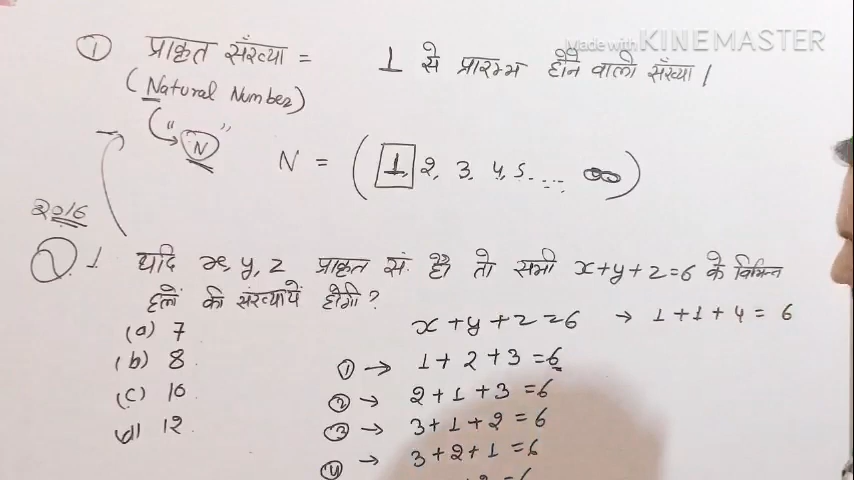 Made with KINEMASTER
① प्राकृत सँख्या = 1 से प्रारम्भ होने वाली सँख्या |
(Natural Number)
"N"
N = (1, 2, 3, 4, 5. .... ∞)
2016
Q. 1 यदि x, y, z प्राकृत सं. हो तो सभी x+y+z=6 के विभिन्न
हलों की संख्यायें होगी?
(a) 7
(b) 8
(c) 10
(d) 12
x+y+z=6 → 1+1+4= 6
① → 1+2+3=6
② → 2+1+3=6
③ → 3+1+2=6
④ → 3+2+1=6